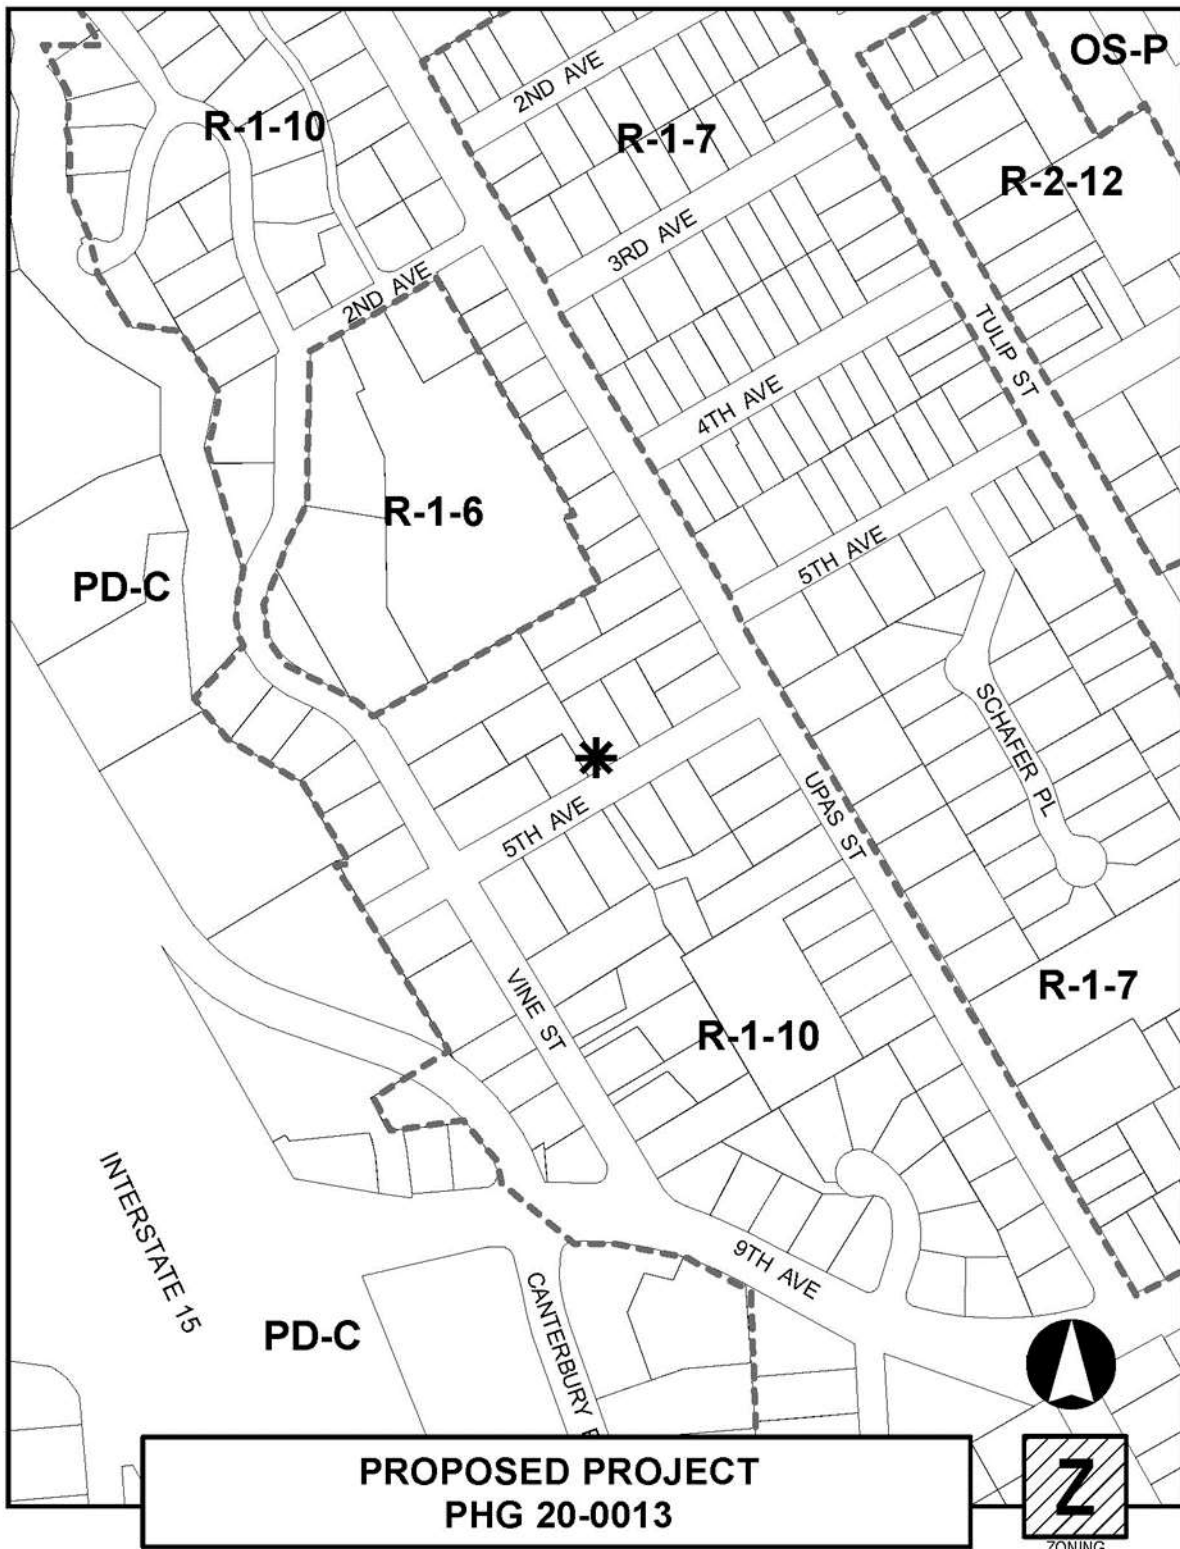 OS-P
2ND AVE
R-1-10
R-1-7
R-2-12
3RD AVE
2ND AVE
TULIP ST
4TH AVE
R-1-6
5TH AVE
PD-C
SCHAFER PL
UPAS ST
5TH AVE
VINE ST
R-1-7
R-1-10
INTERSTATE 15
9TH AVE
CANTERBURY
PD-C
PROPOSED PROJECT
PHG 20-0013
Z
ZONING